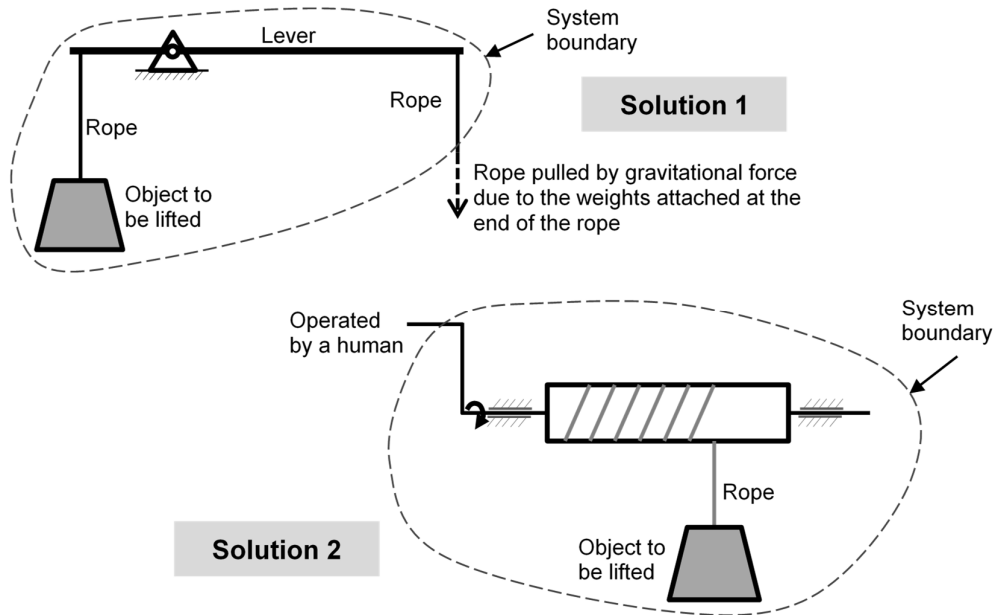 Lever
System
boundary
Rope
Solution 1
Rope
Object to
be lifted
Rope pulled by gravitational force
due to the weights attached at the
end of the rope
Operated
by a human
System
boundary
Rope
Solution 2
Object to
be lifted